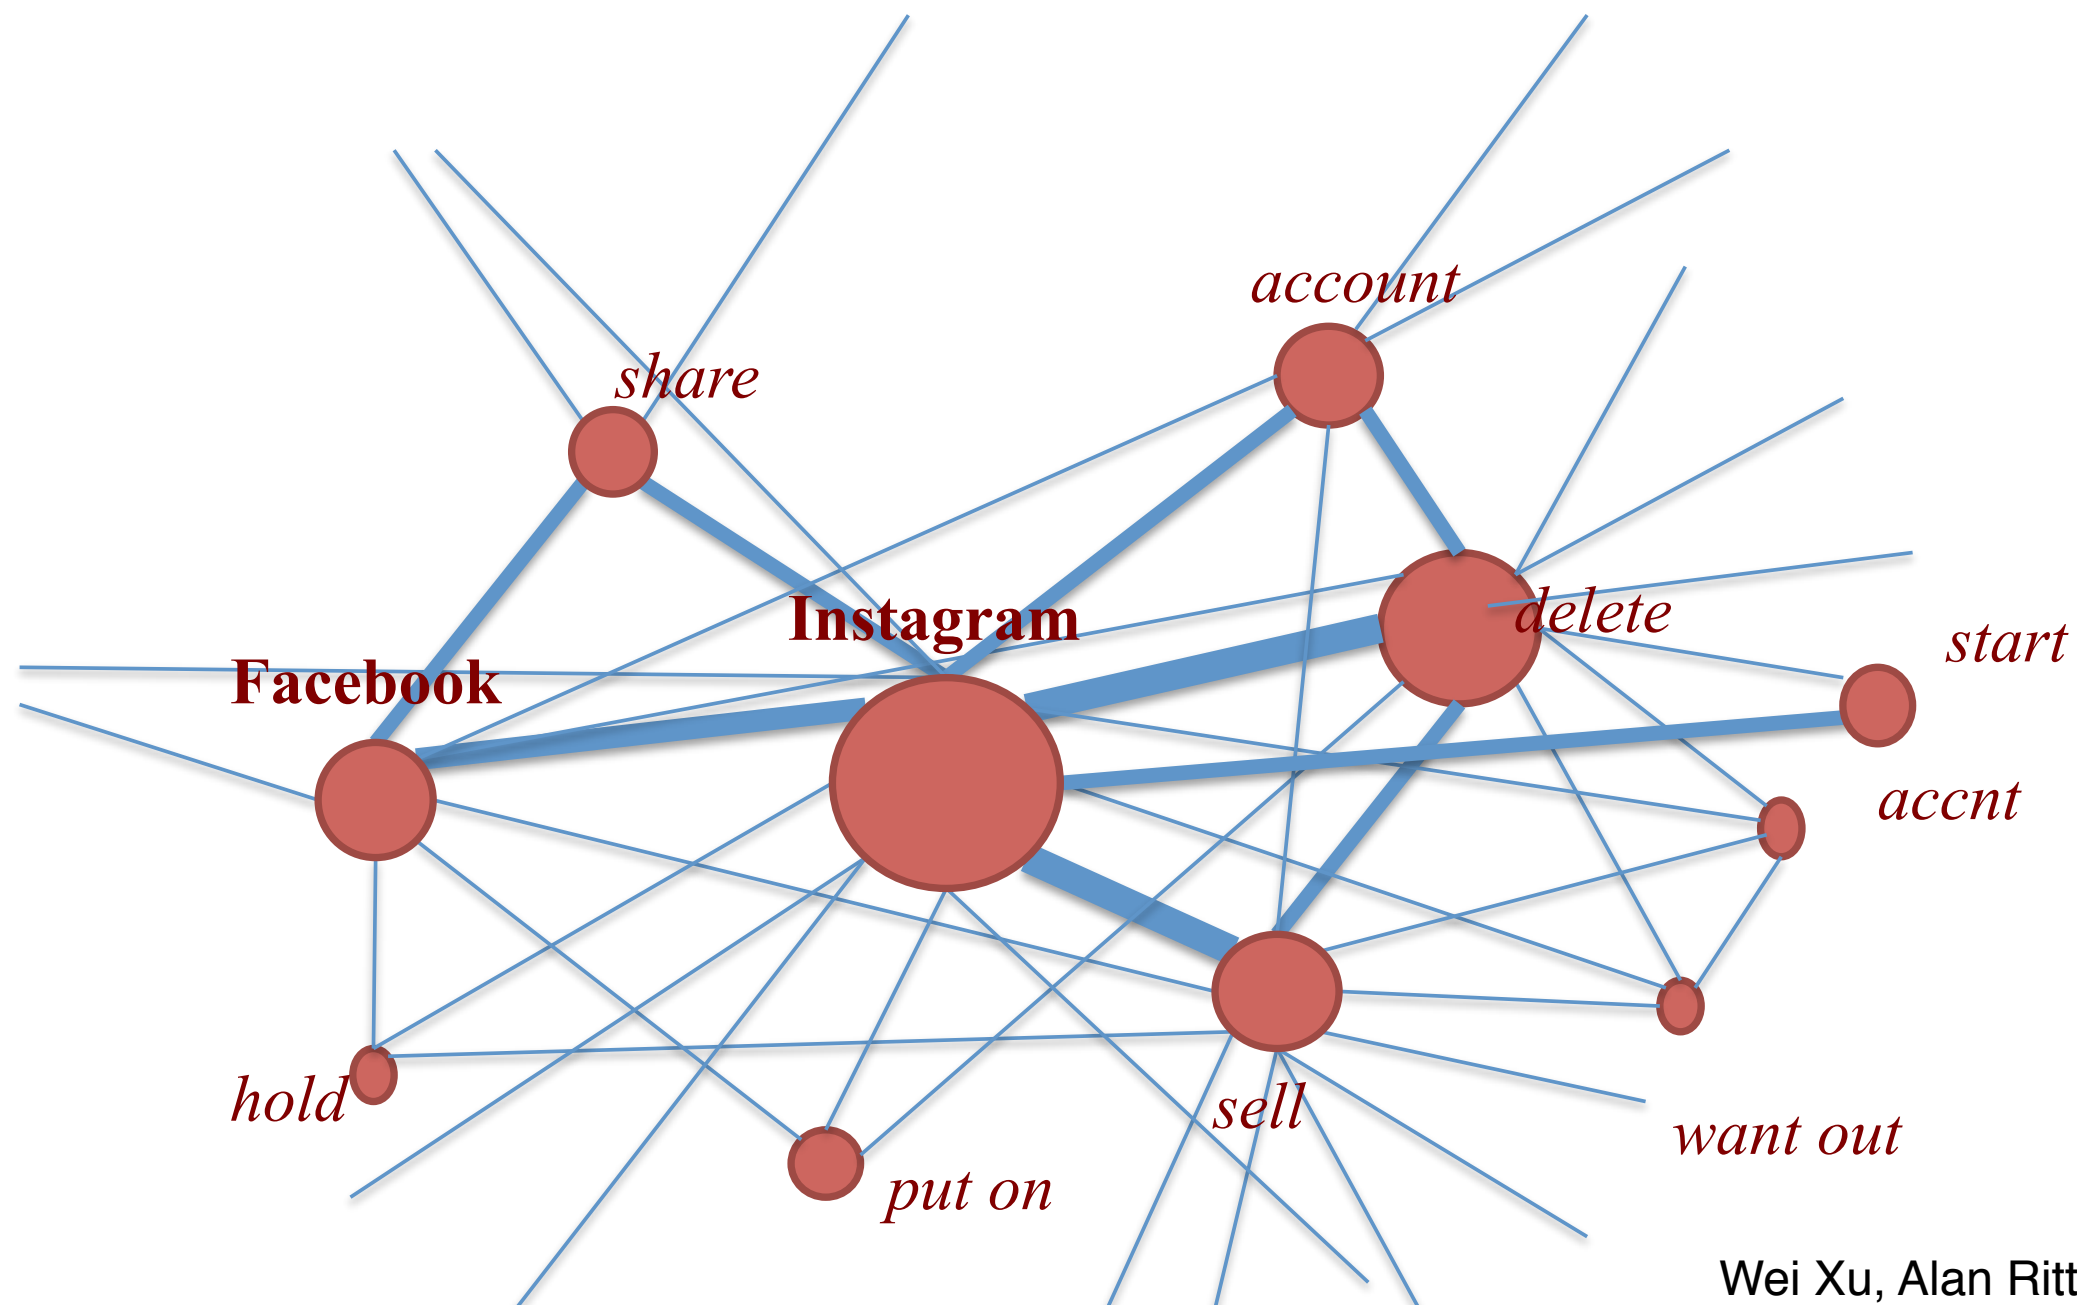 account
share
Instagram
delete
start
Facebook
accnt
hold
sell
want out
put on
Wei Xu, Alan Ritt